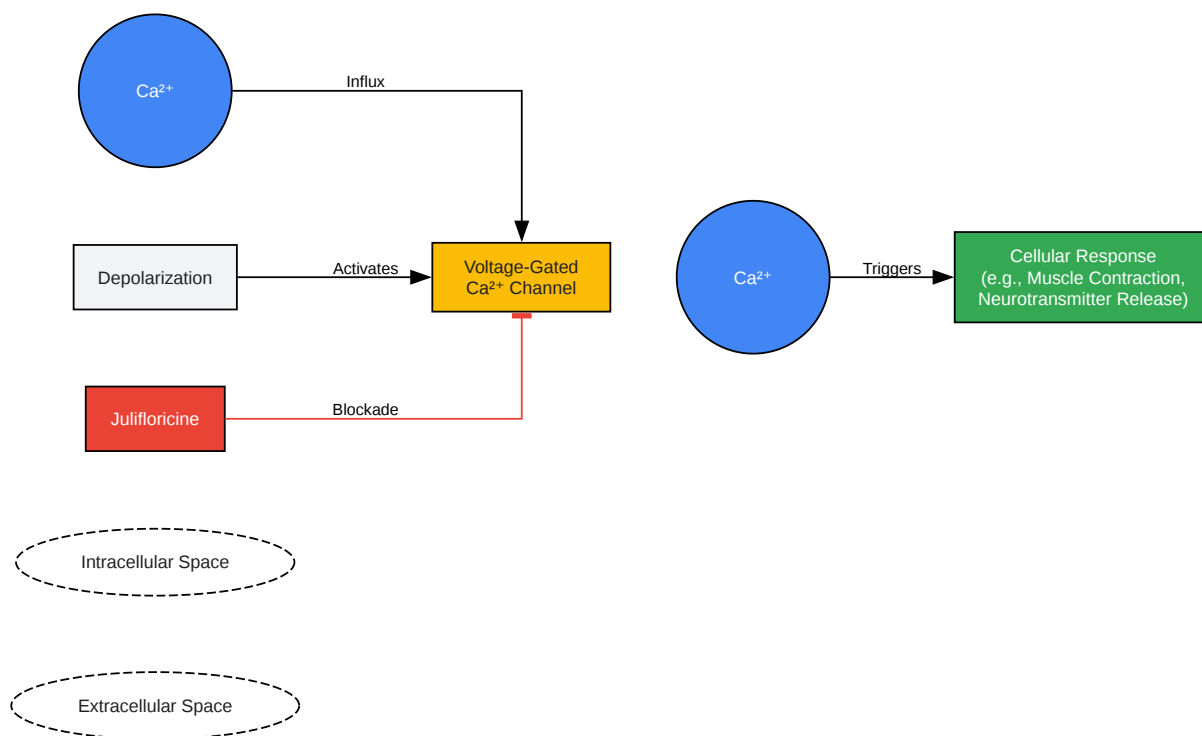 Ca²⁺
Influx
Depolarization
Activates
Voltage-Gated
Ca²⁺ Channel
Ca²⁺
Triggers
Cellular Response
(e.g., Muscle Contraction,
Neurotransmitter Release)
Julifloricine
Blockade
Intracellular Space
Extracellular Space